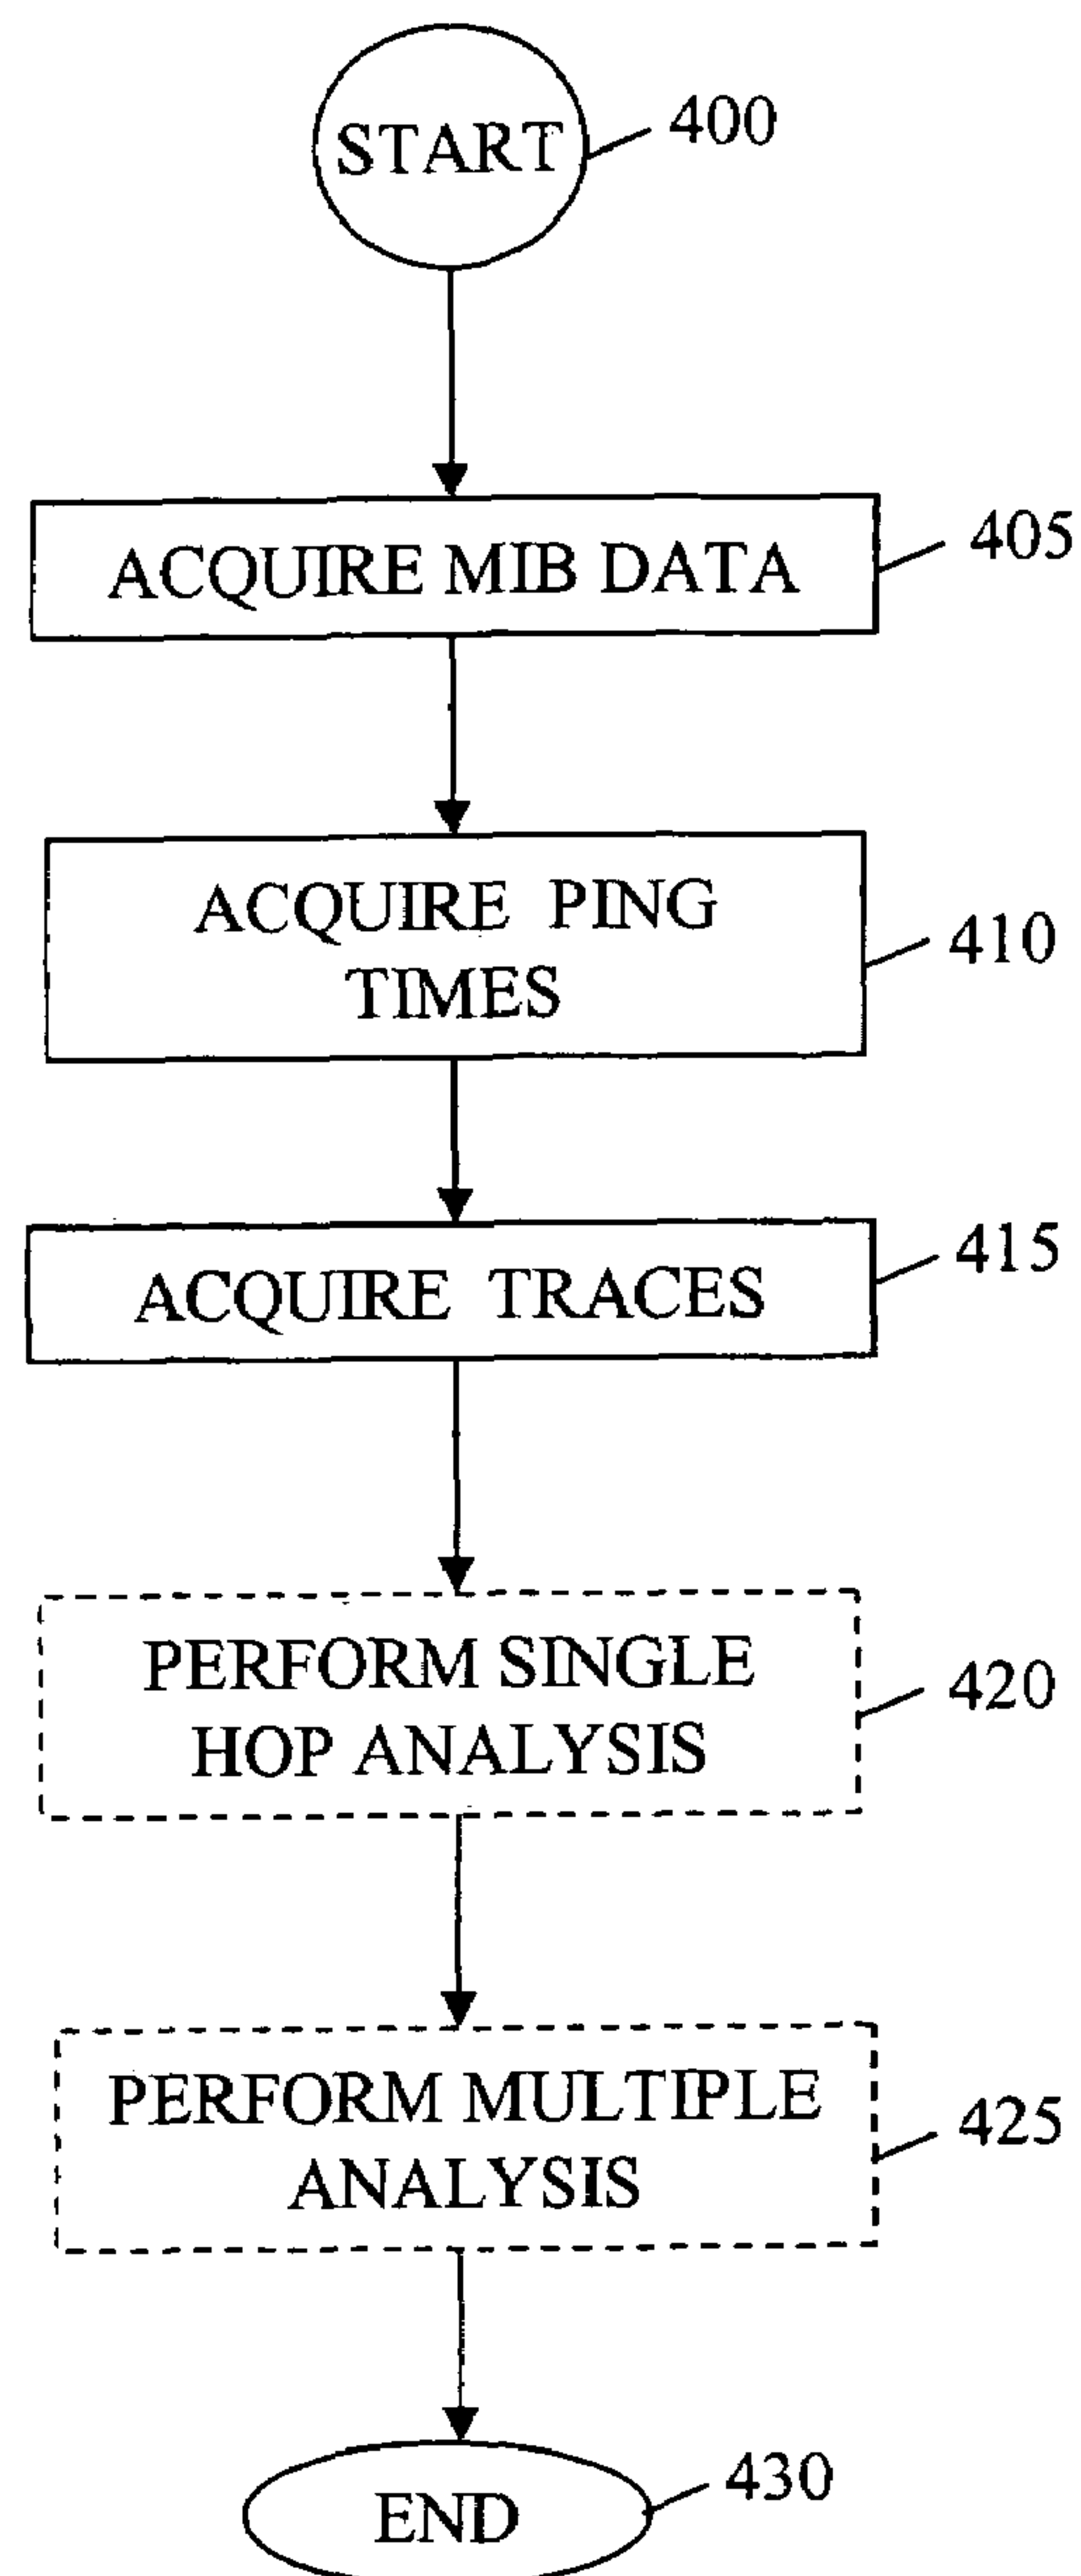 START
400
ACQUIRE MIB DATA
405
ACQUIRE PING
TIMES
410
ACQUIRE TRACES
415
PERFORM SINGLE
HOP ANALYSIS
420
PERFORM MULTIPLE
ANALYSIS
425
END
430